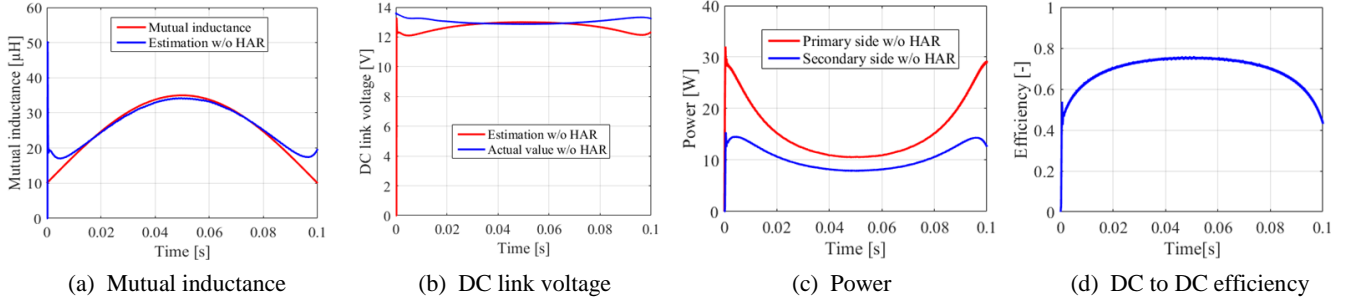 Mutual inductance [µH]
60
50
40
30
20
10
0
Mutual inductance
Estimation w/o HAR
0 0.02 0.04 0.06 0.08 0.1
Time [s]
(a) Mutual inductance
DC link voltage [V]
14
12
10
8
6
4
2
0
Estimation w/o HAR
Actual value w/o HAR
0 0.02 0.04 0.06 0.08 0.1
Time [s]
(b) DC link voltage
Power [W]
40
30
20
10
0
Primary side w/o HAR
Secondary side w/o HAR
0 0.02 0.04 0.06 0.08 0.1
Time [s]
(c) Power
Efficiency [-]
1
0.8
0.6
0.4
0.2
0
0 0.02 0.04 0.06 0.08 0.1
Time[s]
(d) DC to DC efficiency